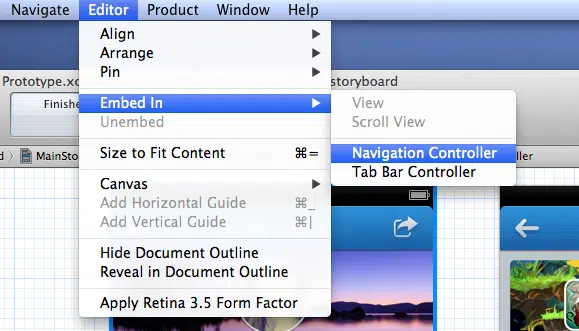 Navigate Editor Product Window Help
Align
Arrange
Pin
Prototype.xc
storyboard
Finishe
Embed In
View
Unembed
Scroll View
MainSto
Size to Fit Content ⌘=
Navigation Controller
ller
Tab Bar Controller
Canvas
Add Horizontal Guide ⌘_
Add Vertical Guide ⌘|
Hide Document Outline
Reveal in Document Outline
Apply Retina 3.5 Form Factor